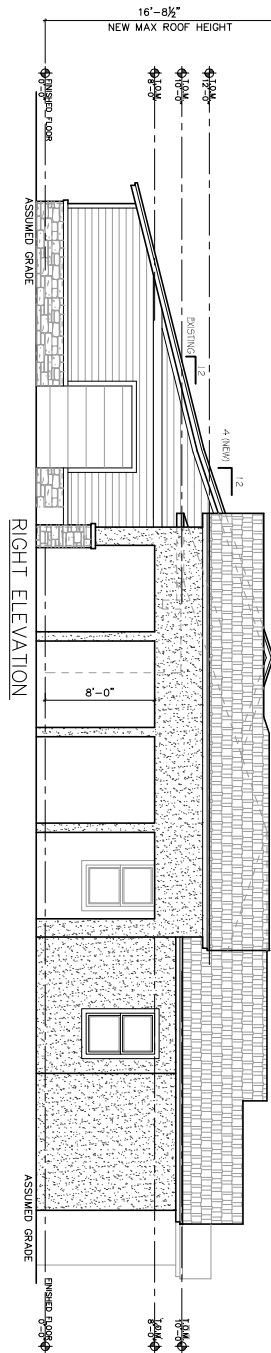 16'-8½"
NEW MAX ROOF HEIGHT
T.O.M.
12'-0"
T.O.M.
10'-0"
T.O.M.
8'-0"
FINISHED FLOOR
0'-0"
ASSUMED GRADE
EXISTING
12
4 (NEW)
12
8'-0"
RIGHT ELEVATION
T.O.M.
10'-0"
T.O.M.
8'-0"
FINISHED FLOOR
0'-0"
ASSUMED GRADE